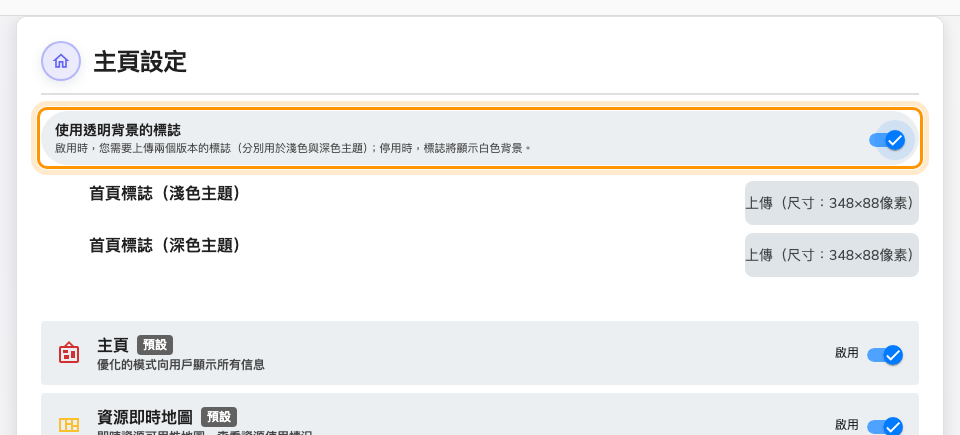 主頁設定
使用透明背景的標誌
啟用時，您需要上傳兩個版本的標誌（分別用於淺色與深色主題）；停用時，標誌將顯示白色背景。
首頁標誌（淺色主題）
上傳（尺寸：348×88像素）
首頁標誌（深色主題）
上傳（尺寸：348×88像素）
主頁 預設
優化的模式向用戶顯示所有信息
啟用
資源即時地圖 預設
啟用